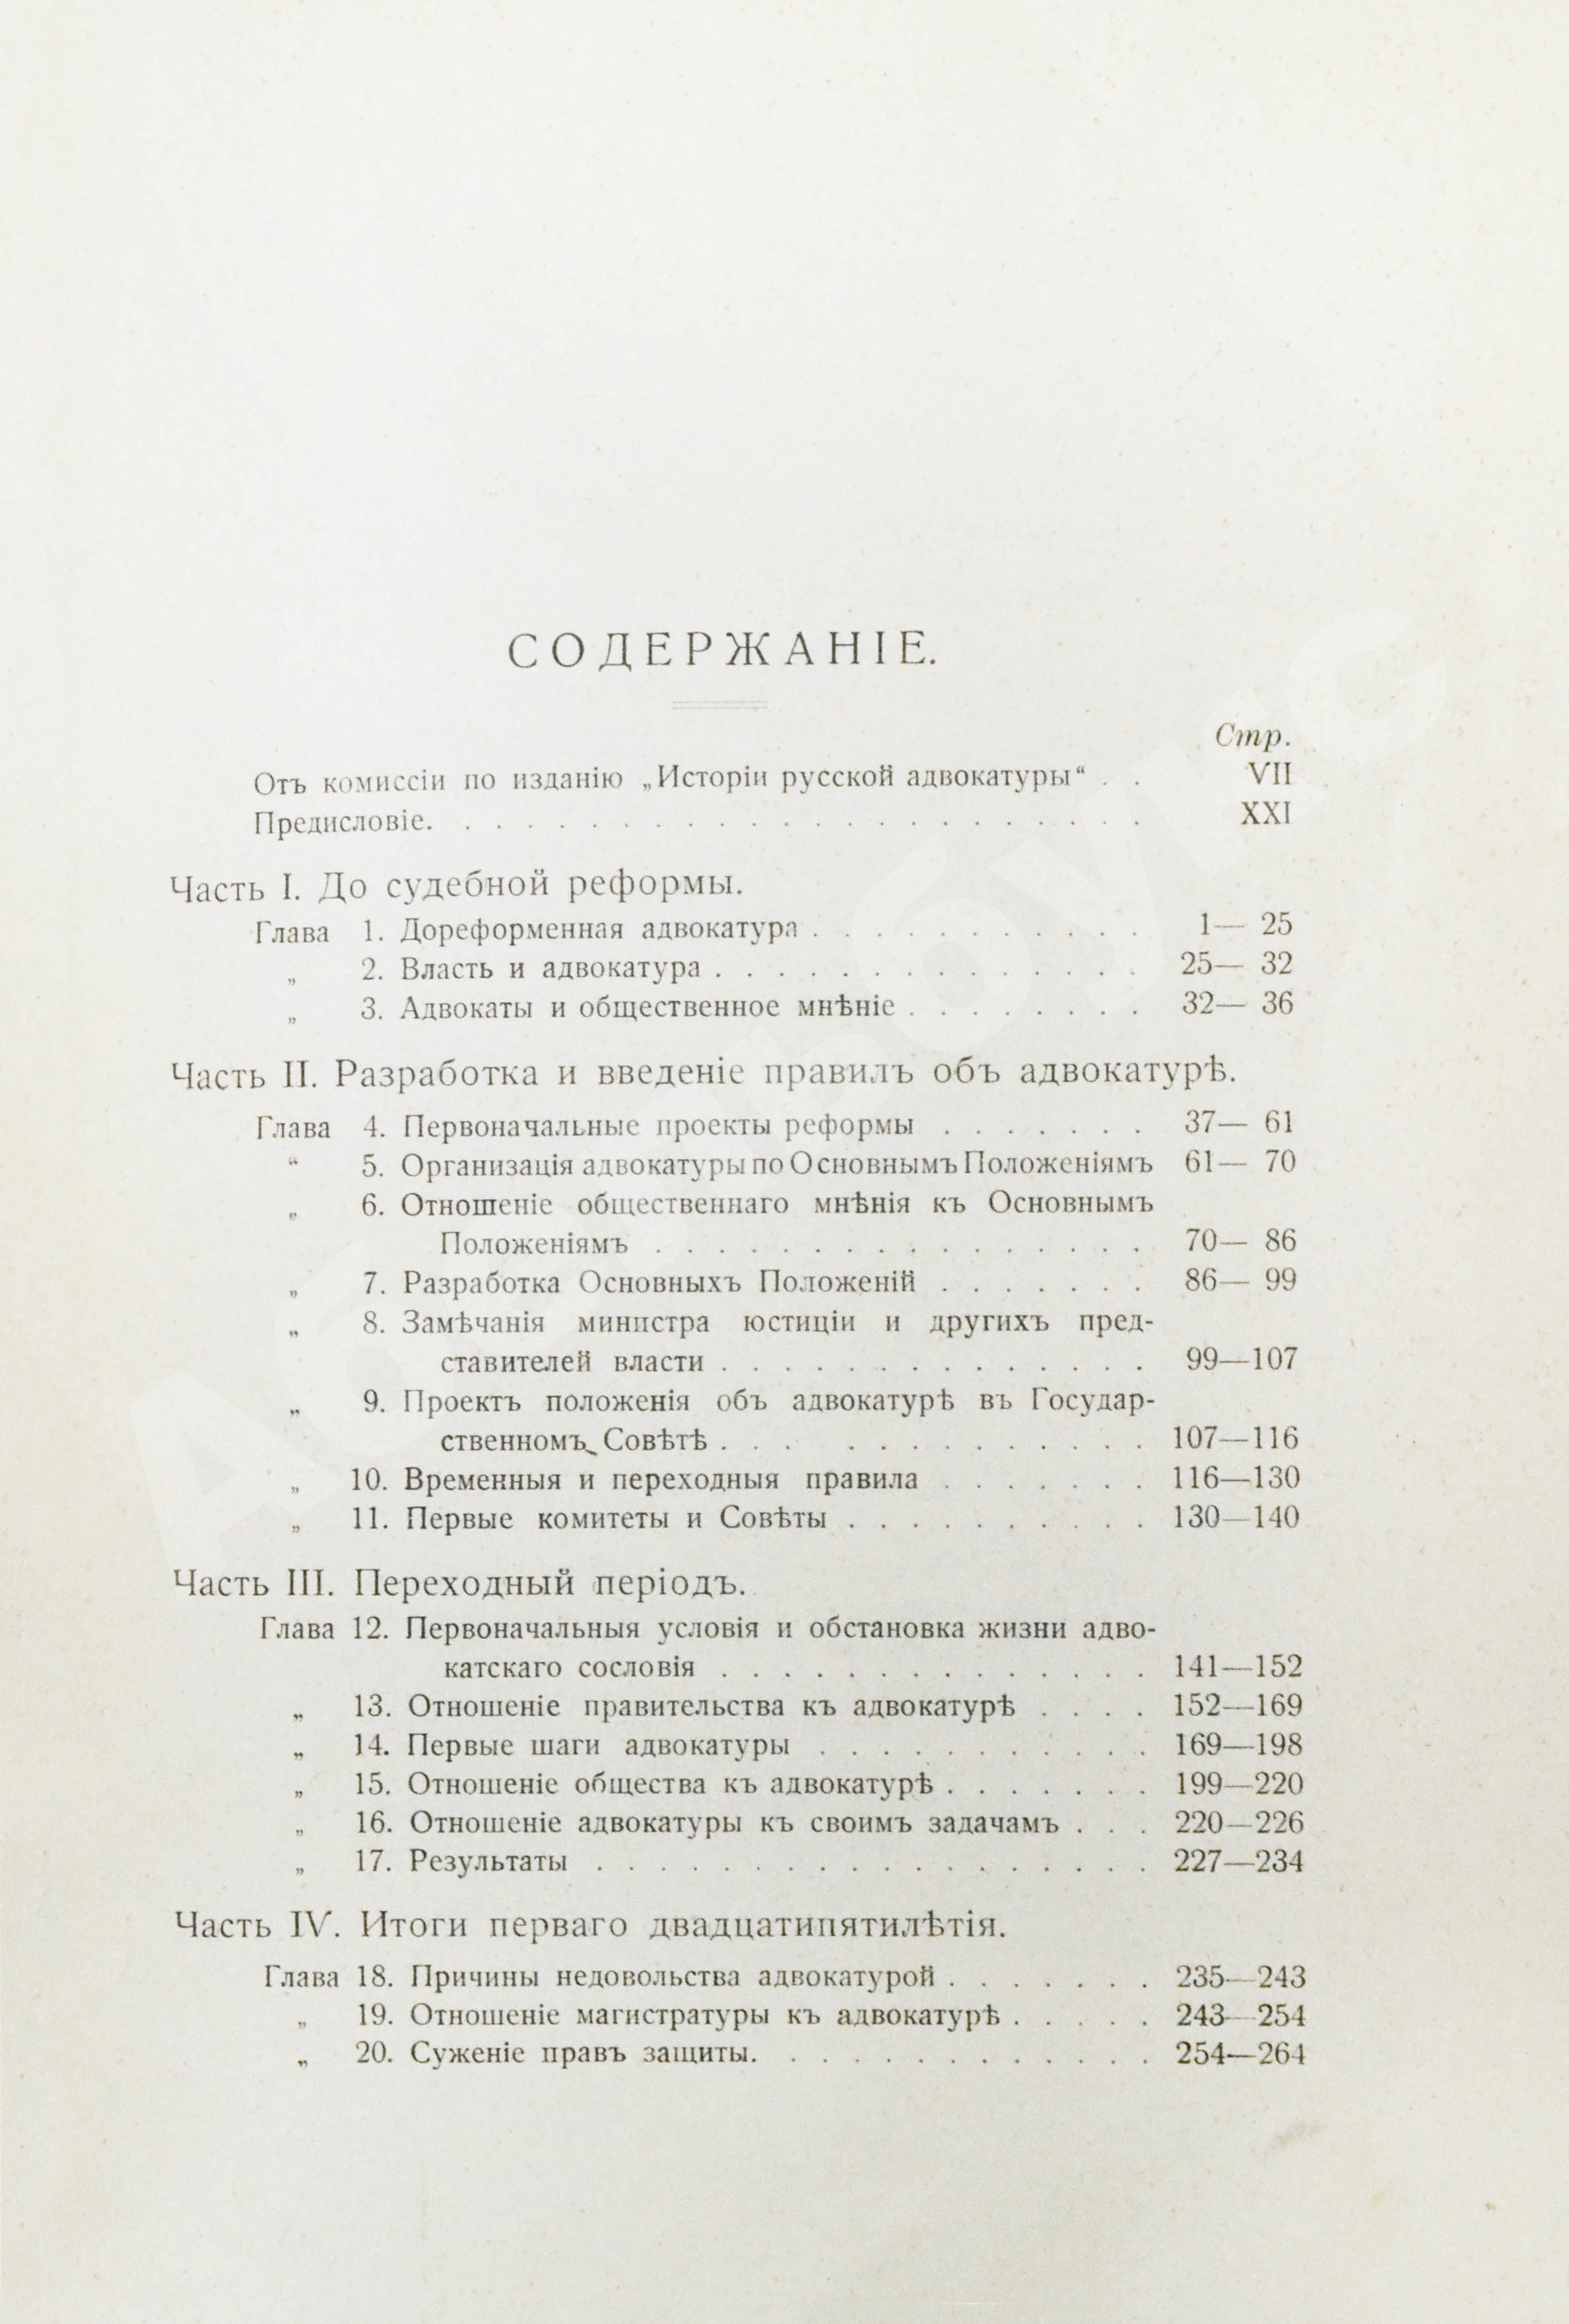 СОДЕРЖАНІЕ.
Стр.
Отъ комиссіи по изданію „Исторіи русской адвокатуры“ . . VII
Предисловіе. . . . . . . . . . . . . . . . . . . . . . . XXI
Часть I. До судебной реформы.
Глава 1. Дореформенная адвокатура . . . . . . . . . . . 1— 25
„ 2. Власть и адвокатура . . . . . . . . . . . . . . 25— 32
„ 3. Адвокаты и общественное мнѣніе . . . . . . . . 32— 36
Часть II. Разработка и введеніе правилъ объ адвокатурѣ.
Глава 4. Первоначальные проекты реформы . . . . . . . 37— 61
“ 5. Организація адвокатуры по Основнымъ Положеніямъ 61— 70
„ 6. Отношеніе общественнаго мнѣнія къ Основнымъ
Положеніямъ . . . . . . . . . . . . . . . . 70— 86
„ 7. Разработка Основныхъ Положеній . . . . . . . 86— 99
„ 8. Замѣчанія министра юстиціи и другихъ пред-
ставителей власти . . . . . . . . . . . . . . 99—107
„ 9. Проектъ положенія объ адвокатурѣ въ Государ-
ственномъ Совѣтѣ . . . . . . . . . . . . . 107—116
„ 10. Временныя и переходныя правила . . . . . . . 116—130
„ 11. Первые комитеты и Совѣты . . . . . . . . . . 130—140
Часть III. Переходный періодъ.
Глава 12. Первоначальныя условія и обстановка жизни адво-
катскаго сословія . . . . . . . . . . . . . . 141—152
„ 13. Отношеніе правительства къ адвокатурѣ . . . . 152—169
„ 14. Первые шаги адвокатуры . . . . . . . . . . . 169—198
„ 15. Отношеніе общества къ адвокатурѣ . . . . . . . 199—220
„ 16. Отношеніе адвокатуры къ своимъ задачамъ . . . 220—226
„ 17. Результаты . . . . . . . . . . . . . . . . . . 227—234
Часть IV. Итоги перваго двадцатипятилѣтія.
Глава 18. Причины недовольства адвокатурой . . . . . . . 235—243
„ 19. Отношеніе магистратуры къ адвокатурѣ . . . . . 243—254
„ 20. Суженіе правъ защиты. . . . . . . . . . . . . 254—264